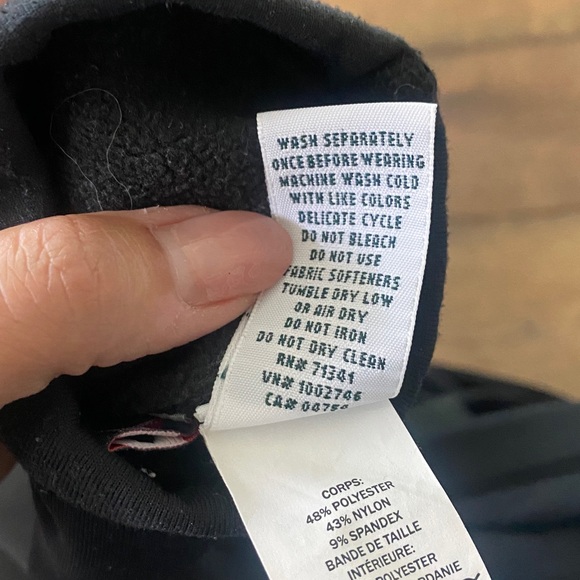 WASH SEPARATELY
ONCE BEFORE WEARING
MACHINE WASH COLD
WITH LIKE COLORS
DELICATE CYCLE
DO NOT BLEACH
DO NOT USE
FABRIC SOFTENERS
TUMBLE DRY LOW
OR AIR DRY
DO NOT IRON
DO NOT DRY CLEAN
RN# 71341
VN# 1002746
CA#
CORPS:
48% POLYESTER
43% NYLON
9% SPANDEX
BANDE DE TAILLE
INTÉRIEURE:
POLYESTER